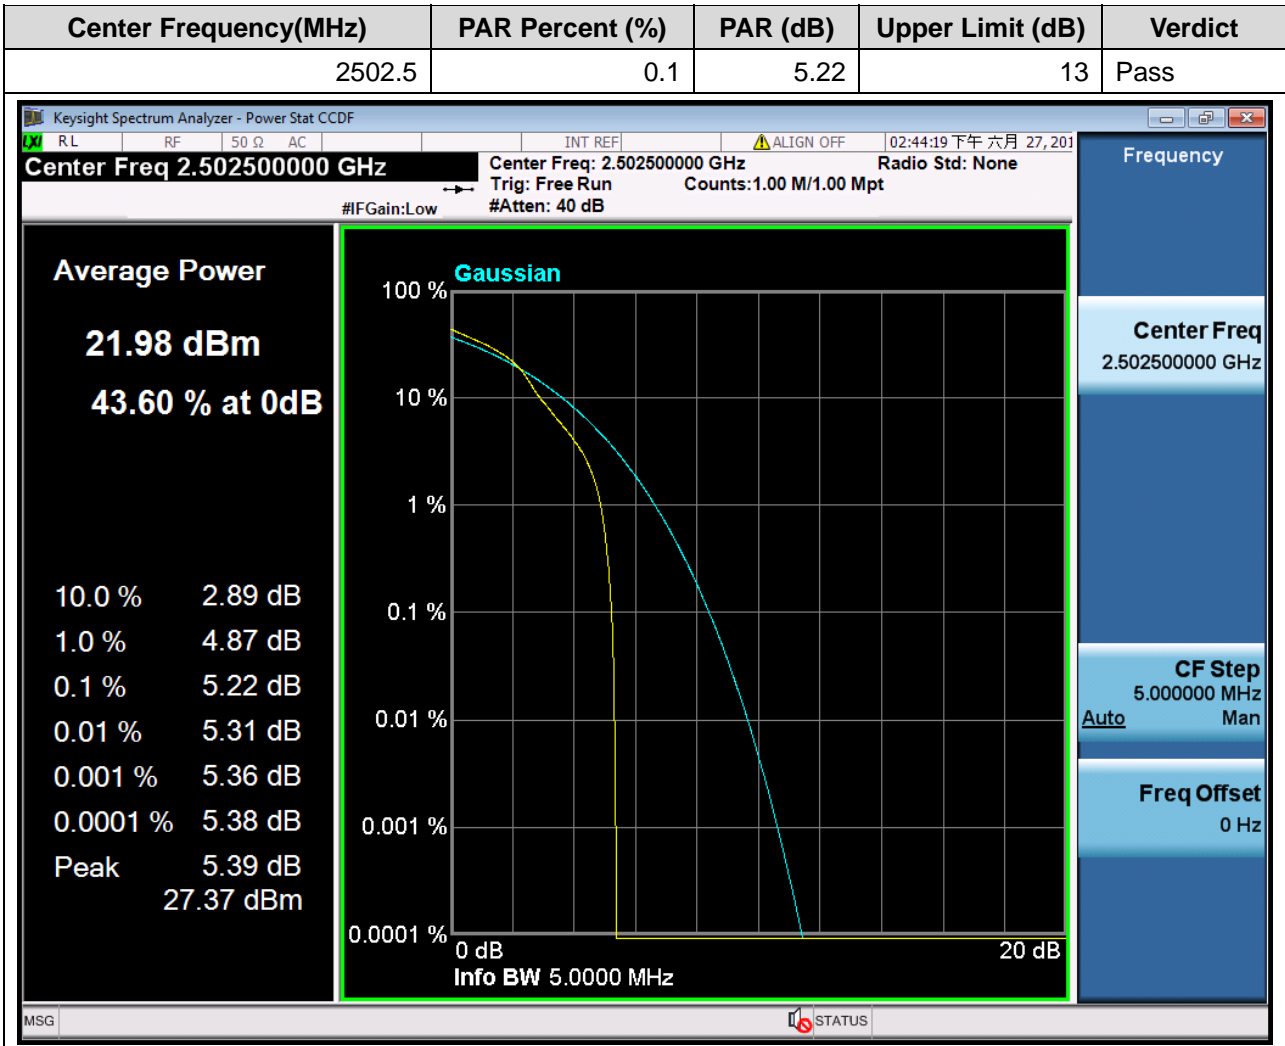 Center Frequency(MHz) PAR Percent (%) PAR (dB) Upper Limit (dB) Verdict
2502.5 0.1 5.22 13 Pass
Keysight Spectrum Analyzer - Power Stat CCDF
LXI RL RF 50 Ω AC INT REF ALIGN OFF 02:44:19 下午 六月 27, 201
Center Freq 2.502500000 GHz
Center Freq: 2.502500000 GHz Radio Std: None
Trig: Free Run Counts:1.00 M/1.00 Mpt
#IFGain:Low #Atten: 40 dB
Average Power
21.98 dBm
43.60 % at 0dB
10.0 % 2.89 dB
1.0 % 4.87 dB
0.1 % 5.22 dB
0.01 % 5.31 dB
0.001 % 5.36 dB
0.0001 % 5.38 dB
Peak 5.39 dB
27.37 dBm
Gaussian
100 %
10 %
1 %
0.1 %
0.01 %
0.001 %
0.0001 %
0 dB 20 dB
Info BW 5.0000 MHz
Frequency
Center Freq
2.502500000 GHz
CF Step
5.000000 MHz
Auto Man
Freq Offset
0 Hz
MSG STATUS